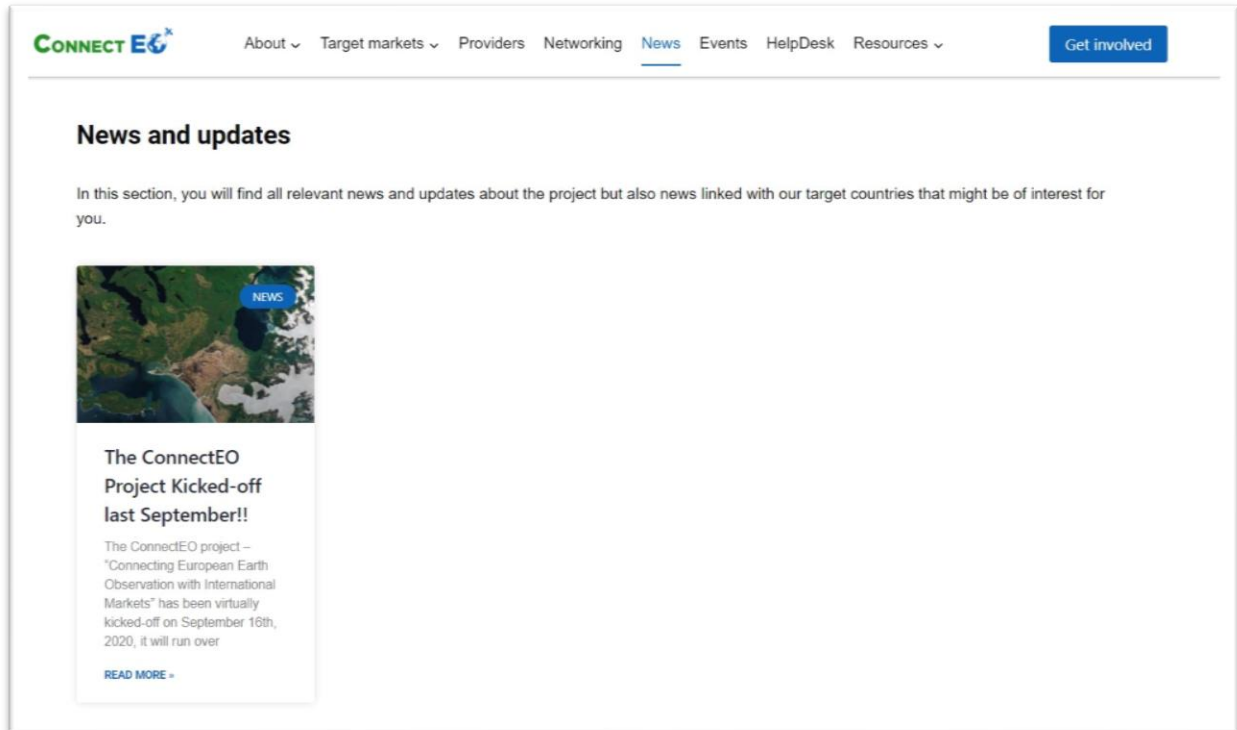 CONNECT EO
About Target markets Providers Networking News Events HelpDesk Resources Get involved
News and updates
In this section, you will find all relevant news and updates about the project but also news linked with our target countries that might be of interest for
you.
NEWS
The ConnectEO
Project Kicked-off
last September!!
The ConnectEO project –
"Connecting European Earth
Observation with International
Markets" has been virtually
kicked-off on September 16th,
2020, it will run over
READ MORE »